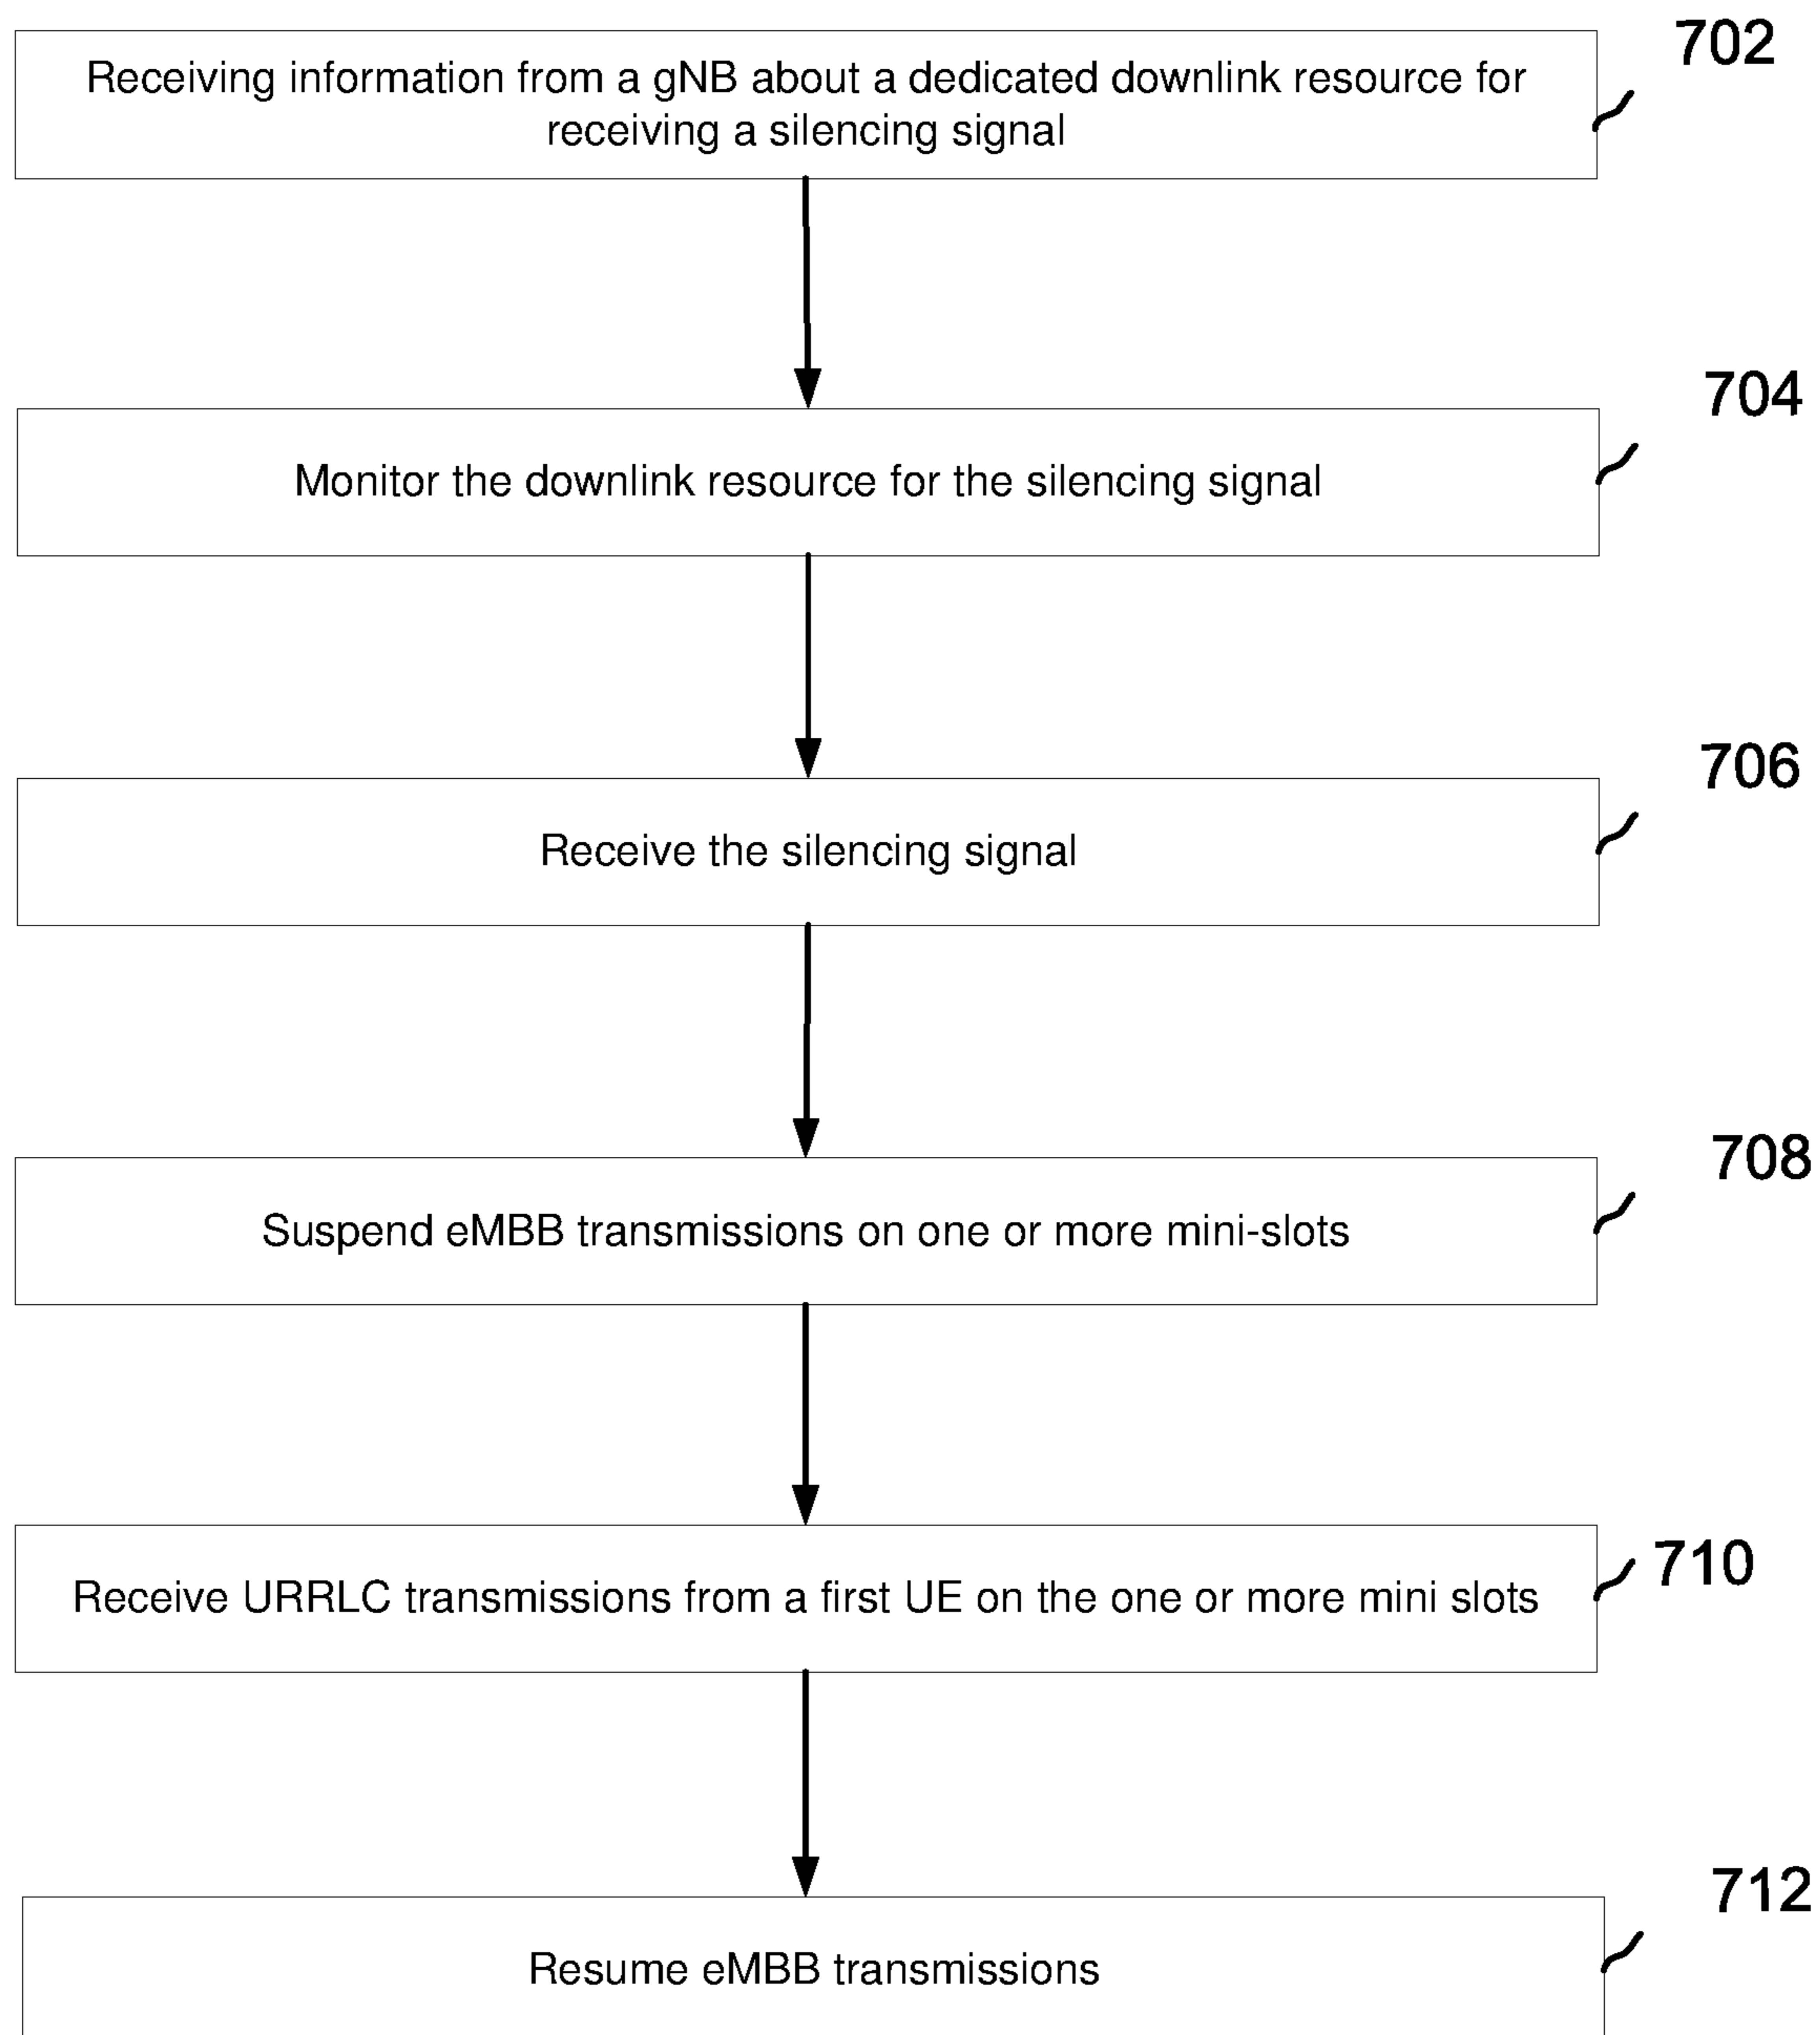 702
Receiving information from a gNB about a dedicated downlink resource for
receiving a silencing signal
704
Monitor the downlink resource for the silencing signal
706
Receive the silencing signal
708
Suspend eMBB transmissions on one or more mini-slots
710
Receive URRLC transmissions from a first UE on the one or more mini slots
712
Resume eMBB transmissions